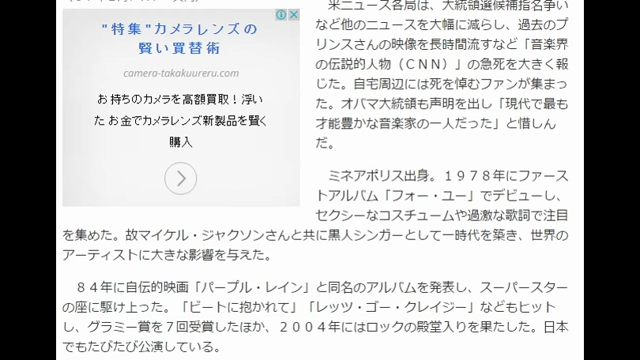 "特集"カメラレンズの
賢い買替術
camera-takakuureru.com
お持ちのカメラを高額買取！浮い
たお金でカメラレンズ新製品を賢く
購入
米ニュース各局は、大統領選候補指名争い
など他のニュースを大幅に減らし、過去のプ
リンスさんの映像を長時間流すなど「音楽界
の伝説的人物（ＣＮＮ）」の急死を大きく報
じた。自宅周辺には死を悼むファンが集まっ
た。オバマ大統領も声明を出し「現代で最も
才能豊かな音楽家の一人だった」と惜しん
だ。
ミネアポリス出身。１９７８年にファース
トアルバム「フォー・ユー」でデビューし、
セクシーなコスチュームや過激な歌詞で注目
を集めた。故マイケル・ジャクソンさんと共に黒人シンガーとして一時代を築き、世界の
アーティストに大きな影響を与えた。
８４年に自伝的映画「パープル・レイン」と同名のアルバムを発表し、スーパースター
の座に駆け上った。「ビートに抱かれて」「レッツ・ゴー・クレイジー」などもヒット
し、グラミー賞を７回受賞したほか、２００４年にはロックの殿堂入りを果たした。日本
でもたびたび公演している。